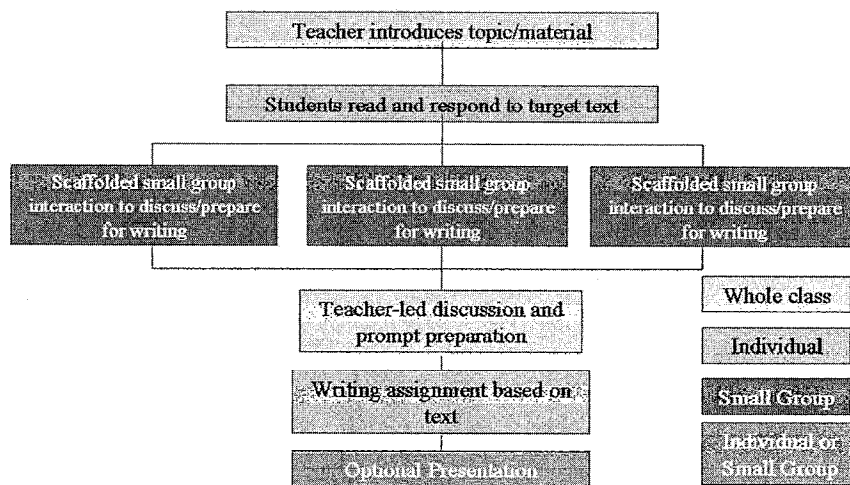 Teacher introduces topic/material
Students read and respond to target text
Scaffolded small group
interaction to discuss/prepare
for writing
Scaffolded small group
interaction to discuss/prepare
for writing
Scaffolded small group
interaction to discuss/prepare
for writing
Teacher-led discussion and
prompt preparation
Writing assignment based on
text
Optional Presentation
Whole class
Individual
Small Group
Individual or
Small Group